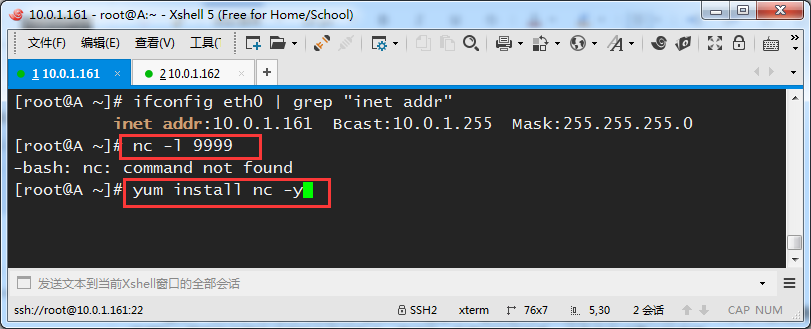 10.0.1.161 - root@A:~ - Xshell 5 (Free for Home/School)
文件(F) 编辑(E) 查看(V) 工具(
1 10.0.1.161 × 2 10.0.1.162 × +
[root@A ~]# ifconfig eth0 | grep "inet addr"
inet addr:10.0.1.161 Bcast:10.0.1.255 Mask:255.255.255.0
[root@A ~]# nc -l 9999
-bash: nc: command not found
[root@A ~]# yum install nc -y
发送文本到当前Xshell窗口的全部会话
ssh://root@10.0.1.161:22 SSH2 xterm 76x7 5,30 2 会话 CAP NUM